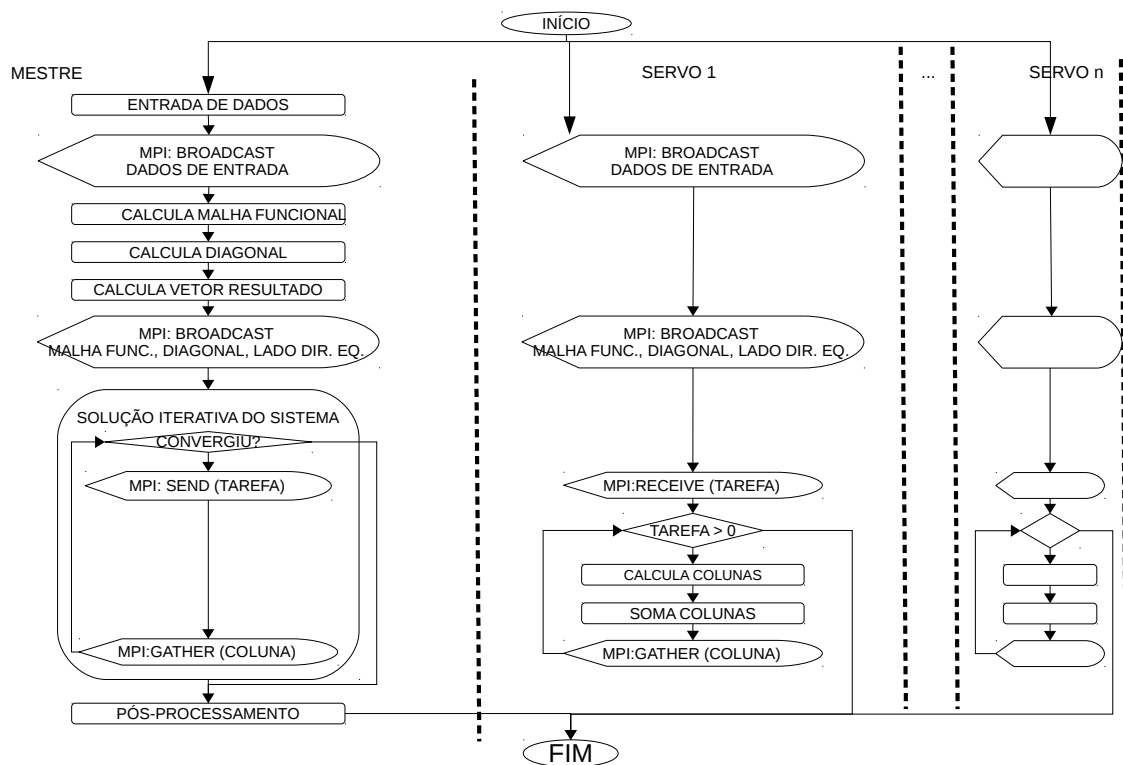 INÍCIO
MESTRE
SERVO 1
...
SERVO n
ENTRADA DE DADOS
MPI: BROADCAST
DADOS DE ENTRADA
MPI: BROADCAST
DADOS DE ENTRADA
CALCULA MALHA FUNCIONAL
CALCULA DIAGONAL
CALCULA VETOR RESULTADO
MPI: BROADCAST
MALHA FUNC., DIAGONAL, LADO DIR. EQ.
MPI: BROADCAST
MALHA FUNC., DIAGONAL, LADO DIR. EQ.
SOLUÇÃO ITERATIVA DO SISTEMA
CONVERGIU?
MPI: SEND (TAREFA)
MPI:RECEIVE (TAREFA)
TAREFA > 0
CALCULA COLUNAS
SOMA COLUNAS
MPI:GATHER (COLUNA)
MPI:GATHER (COLUNA)
PÓS-PROCESSAMENTO
FIM